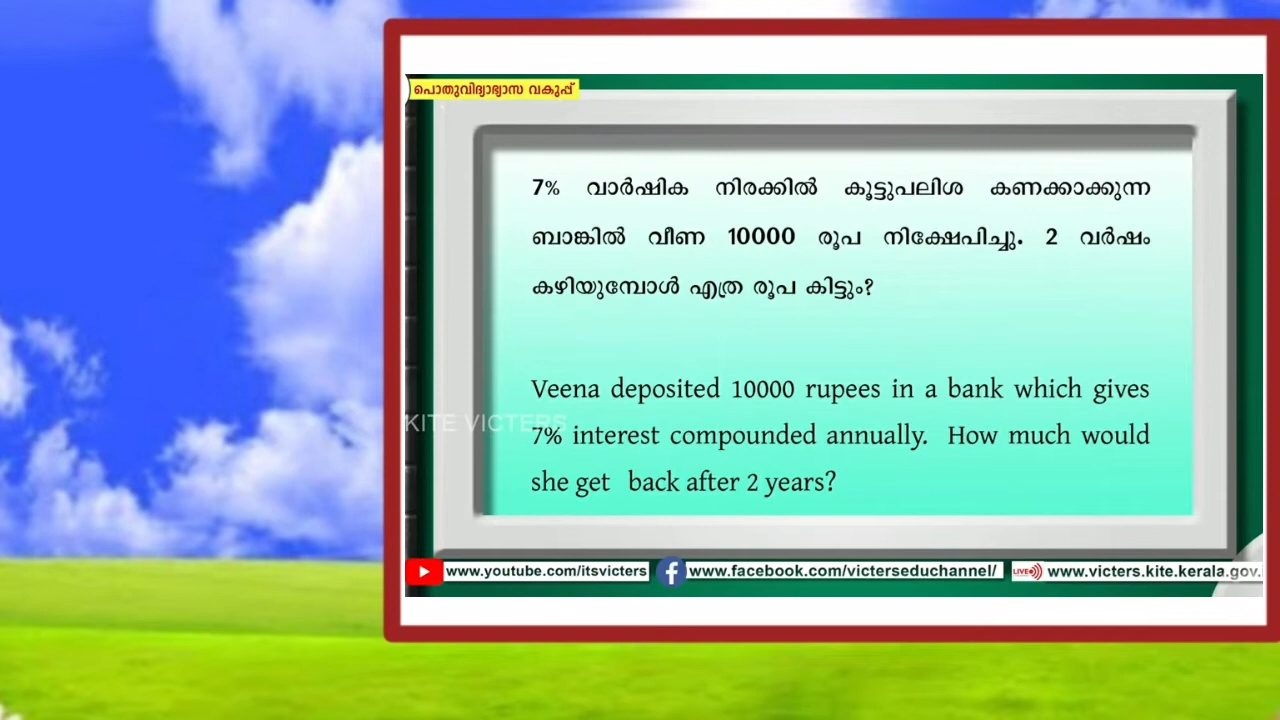 പൊതുവിദ്യാഭ്യാസ വകുപ്പ്
7% വാർഷിക നിരക്കിൽ കൂട്ടുപലിശ കണക്കാക്കുന്ന
ബാങ്കിൽ വീണ 10000 രൂപ നിക്ഷേപിച്ചു. 2 വർഷം
കഴിയുമ്പോൾ എത്ര രൂപ കിട്ടും?
Veena deposited 10000 rupees in a bank which gives
KITE VICTERS
7% interest compounded annually. How much would
she get back after 2 years?
www.youtube.com/itsvicters www.facebook.com/victerseduchannel/ LIVE www.victers.kite.kerala.gov.